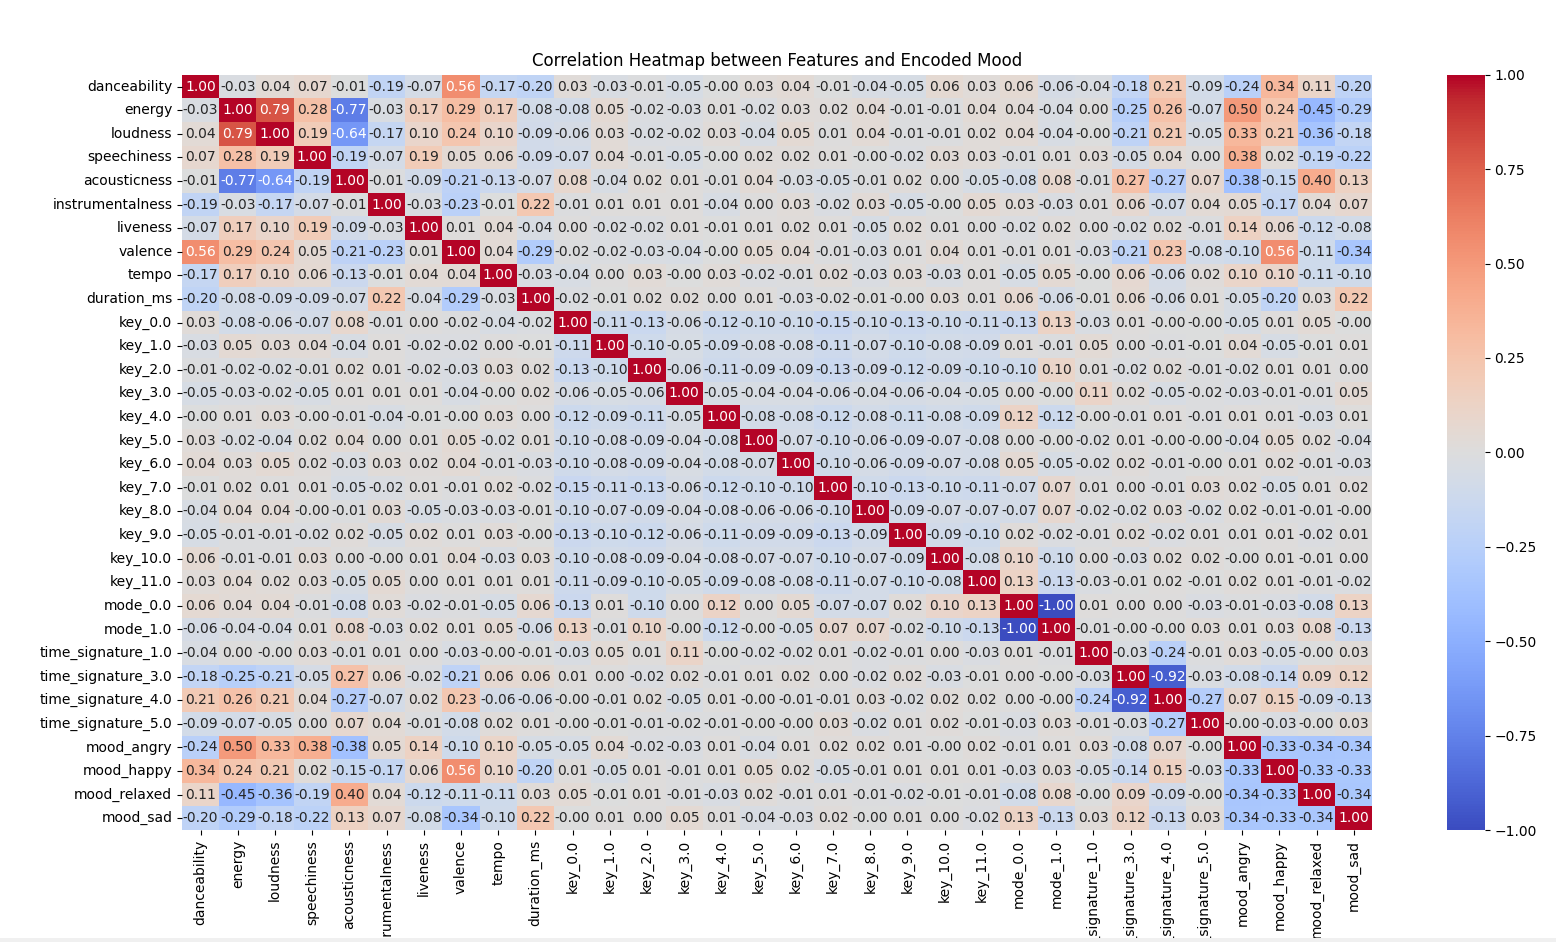 Correlation Heatmap between Features and Encoded Mood
danceability 1.00 -0.03 0.04 0.07 -0.01 -0.19 -0.07 0.56 -0.17 -0.20 0.03 -0.03 -0.01 -0.05 -0.00 0.03 0.04 -0.01 -0.04 -0.05 0.06 0.03 0.06 -0.06 -0.04 -0.18 0.21 -0.09 -0.24 0.34 0.11 -0.20
energy -0.03 1.00 0.79 0.28 -0.77 -0.03 0.17 0.29 0.17 -0.08 -0.08 0.05 -0.02 -0.03 0.01 -0.02 0.03 0.02 0.04 -0.01 -0.01 0.04 0.04 -0.04 0.00 -0.25 0.26 -0.07 0.50 0.24 -0.45 -0.29
loudness 0.04 0.79 1.00 0.19 -0.64 -0.17 0.10 0.24 0.10 -0.09 -0.06 0.03 -0.02 -0.02 0.03 -0.04 0.05 0.01 0.04 -0.01 -0.01 0.02 0.04 -0.04 -0.00 -0.21 0.21 -0.05 0.33 0.21 -0.36 -0.18
speechiness 0.07 0.28 0.19 1.00 -0.19 -0.07 0.19 0.05 0.06 -0.09 -0.07 0.04 -0.01 -0.05 -0.00 0.02 0.02 0.01 -0.00 -0.02 0.03 0.03 -0.01 0.01 0.03 -0.05 0.04 0.00 0.38 0.02 -0.19 -0.22
acousticness -0.01 -0.77 -0.64 -0.19 1.00 -0.01 -0.09 -0.21 -0.13 -0.07 0.08 -0.04 0.02 0.01 -0.01 0.04 -0.03 -0.05 -0.01 0.02 0.00 -0.05 -0.08 0.08 -0.01 0.27 -0.27 0.07 -0.38 -0.15 0.40 0.13
instrumentalness -0.19 -0.03 -0.17 -0.07 -0.01 1.00 -0.03 -0.23 -0.01 0.22 -0.01 0.01 0.01 0.01 -0.04 0.00 0.03 -0.02 0.03 -0.05 -0.00 0.05 0.03 -0.03 0.01 0.06 -0.07 0.04 0.05 -0.17 0.04 0.07
liveness -0.07 0.17 0.10 0.19 -0.09 -0.03 1.00 0.01 0.04 -0.04 0.00 -0.02 -0.02 0.01 -0.01 0.01 0.02 0.01 -0.05 0.02 0.01 0.00 -0.02 0.02 0.00 -0.02 0.02 -0.01 0.14 0.06 -0.12 -0.08
valence 0.56 0.29 0.24 0.05 -0.21 -0.23 0.01 1.00 0.04 -0.29 -0.02 -0.02 -0.03 -0.04 -0.00 0.05 0.04 -0.01 -0.03 0.01 0.04 0.01 -0.01 0.01 -0.03 -0.21 0.23 -0.08 -0.10 0.56 -0.11 -0.34
tempo -0.17 0.17 0.10 0.06 -0.13 -0.01 0.04 0.04 1.00 -0.03 -0.04 0.00 0.03 -0.00 0.03 -0.02 -0.01 0.02 -0.03 0.03 -0.03 0.01 -0.05 0.05 -0.00 0.06 -0.06 0.02 0.10 0.10 -0.11 -0.10
duration_ms -0.20 -0.08 -0.09 -0.09 -0.07 0.22 -0.04 -0.29 -0.03 1.00 -0.02 -0.01 0.02 0.02 0.00 0.01 -0.03 -0.02 -0.01 -0.00 0.03 0.01 0.06 -0.06 -0.01 0.06 -0.06 0.01 -0.05 -0.20 0.03 0.22
key_0.0 0.03 -0.08 -0.06 -0.07 0.08 -0.01 0.00 -0.02 -0.04 -0.02 1.00 -0.11 -0.13 -0.06 -0.12 -0.10 -0.10 -0.15 -0.10 -0.13 -0.10 -0.11 -0.13 0.13 -0.03 0.01 -0.00 -0.00 -0.05 0.01 0.05 -0.00
key_1.0 -0.03 0.05 0.03 0.04 -0.04 0.01 -0.02 -0.02 0.00 -0.01 -0.11 1.00 -0.10 -0.05 -0.09 -0.08 -0.08 -0.11 -0.07 -0.10 -0.08 -0.09 0.01 -0.01 0.05 0.00 -0.01 -0.01 0.04 -0.05 -0.01 0.01
key_2.0 -0.01 -0.02 -0.02 -0.01 0.02 0.01 -0.02 -0.03 0.03 0.02 -0.13 -0.10 1.00 -0.06 -0.11 -0.09 -0.09 -0.13 -0.09 -0.12 -0.09 -0.10 -0.10 0.10 0.01 -0.02 0.02 -0.01 -0.02 0.01 0.01 0.00
key_3.0 -0.05 -0.03 -0.02 -0.05 0.01 0.01 0.01 -0.04 -0.00 0.02 -0.06 -0.05 -0.06 1.00 -0.05 -0.04 -0.04 -0.06 -0.04 -0.06 -0.04 -0.05 0.00 -0.00 0.11 0.02 -0.05 -0.02 -0.03 -0.01 -0.01 0.05
key_4.0 -0.00 0.01 0.03 -0.00 -0.01 -0.04 -0.01 -0.00 0.03 0.00 -0.12 -0.09 -0.11 -0.05 1.00 -0.08 -0.08 -0.12 -0.08 -0.11 -0.08 -0.09 0.12 -0.12 -0.00 -0.01 0.01 -0.01 0.01 0.01 -0.03 0.01
key_5.0 0.03 -0.02 -0.04 0.02 0.04 0.00 0.01 0.05 -0.02 0.01 -0.10 -0.08 -0.09 -0.04 -0.08 1.00 -0.07 -0.10 -0.06 -0.09 -0.07 -0.08 0.00 -0.00 -0.02 0.01 -0.00 -0.00 -0.04 0.05 0.02 -0.04
key_6.0 0.04 0.03 0.05 0.02 -0.03 0.03 0.02 0.04 -0.01 -0.03 -0.10 -0.08 -0.09 -0.04 -0.08 -0.07 1.00 -0.10 -0.06 -0.09 -0.07 -0.08 0.05 -0.05 -0.02 0.02 -0.01 -0.00 0.01 0.02 -0.01 -0.03
key_7.0 -0.01 0.02 0.01 0.01 -0.05 -0.02 0.01 -0.01 0.02 -0.02 -0.15 -0.11 -0.13 -0.06 -0.12 -0.10 -0.10 1.00 -0.10 -0.13 -0.10 -0.11 -0.07 0.07 0.01 -0.00 -0.01 0.03 0.02 -0.05 0.01 0.02
key_8.0 -0.04 0.04 0.04 -0.00 -0.01 0.03 -0.05 -0.03 -0.03 -0.01 -0.10 -0.07 -0.09 -0.04 -0.08 -0.06 -0.06 -0.10 1.00 -0.09 -0.07 -0.07 -0.07 0.07 -0.02 -0.02 0.03 -0.02 0.02 -0.01 -0.01 -0.00
key_9.0 -0.05 -0.01 -0.01 -0.02 0.02 -0.05 0.02 0.01 0.03 -0.00 -0.13 -0.10 -0.12 -0.06 -0.11 -0.09 -0.09 -0.13 -0.09 1.00 -0.09 -0.10 0.02 -0.02 -0.01 -0.02 0.02 0.01 0.01 0.01 -0.02 0.01
key_10.0 0.06 -0.01 -0.01 0.03 0.00 -0.00 0.01 0.04 -0.03 0.03 -0.10 -0.08 -0.09 -0.04 -0.08 -0.07 -0.07 -0.10 -0.07 -0.09 1.00 -0.08 0.10 -0.10 0.00 -0.03 0.02 0.02 -0.00 0.01 -0.01 0.00
key_11.0 0.03 0.04 0.02 0.03 -0.05 0.05 0.00 0.01 0.01 0.01 -0.11 -0.09 -0.10 -0.05 -0.09 -0.08 -0.08 -0.11 -0.07 -0.10 -0.08 1.00 0.13 -0.13 -0.03 -0.01 0.02 -0.01 0.02 0.01 -0.01 -0.02
mode_0.0 0.06 0.04 0.04 -0.01 -0.08 0.03 -0.02 -0.01 -0.05 0.06 -0.13 0.01 -0.10 0.00 0.12 0.00 0.05 -0.07 -0.07 0.02 0.10 0.13 1.00 -1.00 0.01 0.00 0.00 -0.03 -0.01 -0.03 -0.08 0.13
mode_1.0 -0.06 -0.04 -0.04 0.01 0.08 -0.03 0.02 0.01 0.05 -0.06 0.13 -0.01 0.10 -0.00 -0.12 -0.00 -0.05 0.07 0.07 -0.02 -0.10 -0.13 -1.00 1.00 -0.01 -0.00 -0.00 0.03 0.01 0.03 0.08 -0.13
time_signature_1.0 -0.04 0.00 -0.00 0.03 -0.01 0.01 0.00 -0.03 -0.00 -0.01 -0.03 0.05 0.01 0.11 -0.00 -0.02 -0.02 0.01 -0.02 -0.01 0.00 -0.03 0.01 -0.01 1.00 -0.03 -0.24 -0.01 0.03 -0.05 -0.00 0.03
time_signature_3.0 -0.18 -0.25 -0.21 -0.05 0.27 0.06 -0.02 -0.21 0.06 0.06 0.01 0.00 -0.02 0.02 -0.01 0.01 0.02 -0.00 -0.02 -0.02 -0.03 -0.01 0.00 -0.00 -0.03 1.00 -0.92 -0.03 -0.08 -0.14 0.09 0.12
time_signature_4.0 0.21 0.26 0.21 0.04 -0.27 -0.07 0.02 0.23 -0.06 -0.06 -0.00 -0.01 0.02 -0.05 0.01 -0.00 -0.01 -0.01 0.03 0.02 0.02 0.02 0.00 -0.00 -0.24 -0.92 1.00 -0.27 0.07 0.15 -0.09 -0.13
time_signature_5.0 -0.09 -0.07 -0.05 0.00 0.07 0.04 -0.01 -0.08 0.02 0.01 -0.00 -0.01 -0.01 -0.02 -0.01 -0.00 -0.00 0.03 -0.02 0.01 0.02 -0.01 -0.03 0.03 -0.01 -0.03 -0.27 1.00 -0.00 -0.03 -0.00 0.03
mood_angry -0.24 0.50 0.33 0.38 -0.38 0.05 0.14 -0.10 0.10 -0.05 -0.05 0.04 -0.02 -0.03 0.01 -0.04 0.01 0.02 0.02 0.01 -0.00 0.02 -0.01 0.01 0.03 -0.08 0.07 -0.00 1.00 -0.33 -0.34 -0.34
mood_happy 0.34 0.24 0.21 0.02 -0.15 -0.17 0.06 0.56 0.10 -0.20 0.01 -0.05 0.01 -0.01 0.01 0.05 0.02 -0.05 -0.01 0.01 0.01 0.01 -0.03 0.03 -0.05 -0.14 0.15 -0.03 -0.33 1.00 -0.33 -0.33
mood_relaxed 0.11 -0.45 -0.36 -0.19 0.40 0.04 -0.12 -0.11 -0.11 0.03 0.05 -0.01 0.01 -0.01 -0.03 0.02 -0.01 0.01 -0.01 -0.02 -0.01 -0.01 -0.08 0.08 -0.00 0.09 -0.09 -0.00 -0.34 -0.33 1.00 -0.34
mood_sad -0.20 -0.29 -0.18 -0.22 0.13 0.07 -0.08 -0.34 -0.10 0.22 -0.00 0.01 0.00 0.05 0.01 -0.04 -0.03 0.02 -0.00 0.01 0.00 -0.02 0.13 -0.13 0.03 0.12 -0.13 0.03 -0.34 -0.33 -0.34 1.00
danceability energy loudness speechiness acousticness rumentalness liveness valence tempo duration_ms key_0.0 key_1.0 key_2.0 key_3.0 key_4.0 key_5.0 key_6.0 key_7.0 key_8.0 key_9.0 key_10.0 key_11.0 mode_0.0 mode_1.0 _signature_1.0 _signature_3.0 _signature_4.0 _signature_5.0 mood_angry mood_happy mood_relaxed mood_sad
1.00
0.75
0.50
0.25
0.00
−0.25
−0.50
−0.75
−1.00